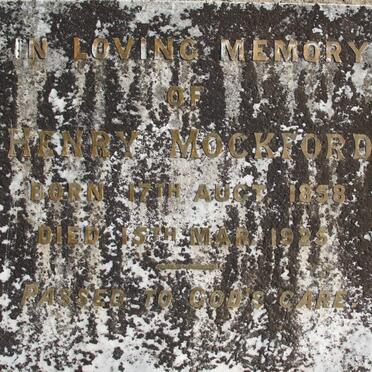 IN LOVING MEMORY
OF
HENRY MOCKFORD
BORN 17TH AUGT. 1858
DIED 15TH MAR. 1925
PASSED TO GOD'S CARE.